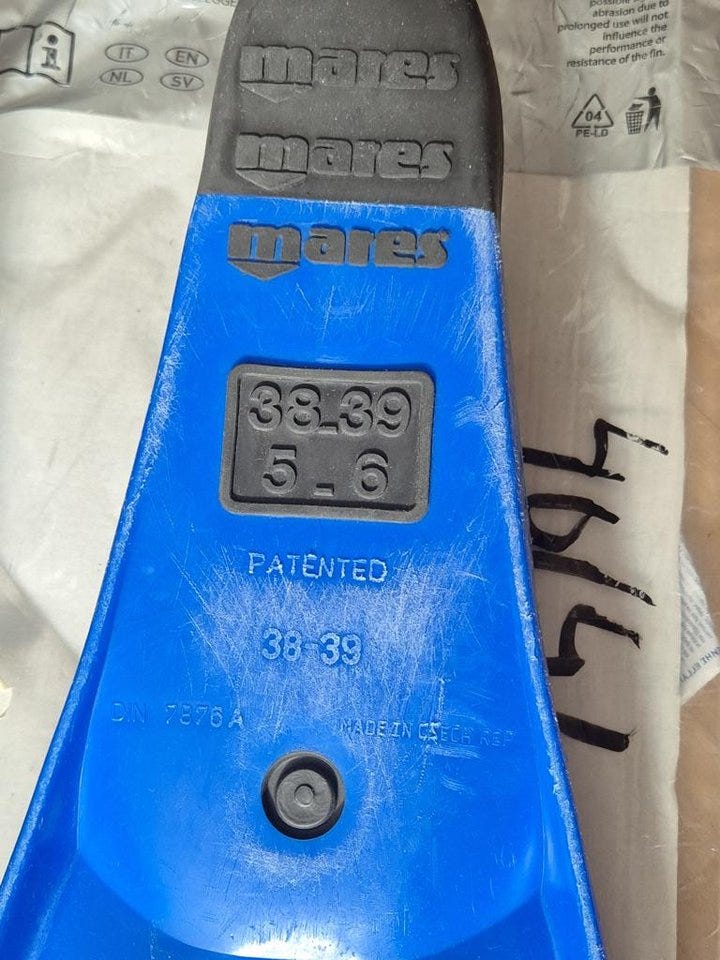 IT EN
NL SV
possible
abrasion due to
prolonged use will not
influence the
performance or
resistance of the fin.
04
PE-LD
mares
mares
mares
38-39
5-6
PATENTED
38-39
DIN 7876A
MADE IN CZECH REP